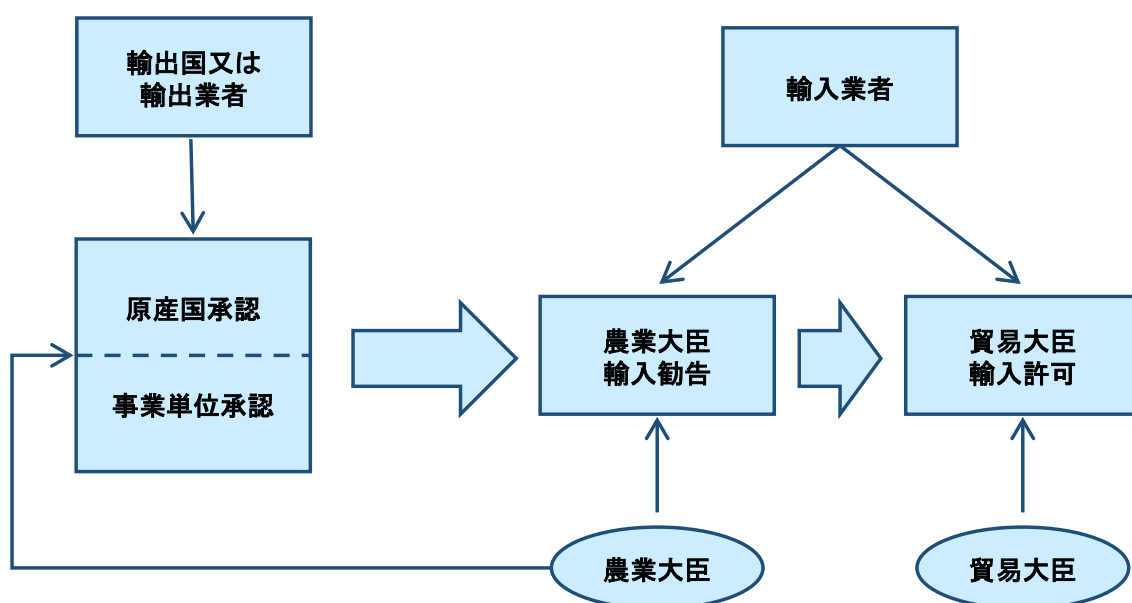 輸出国又は
輸出業者
輸入業者
原産国承認
事業単位承認
農業大臣
輸入勧告
貿易大臣
輸入許可
農業大臣
貿易大臣